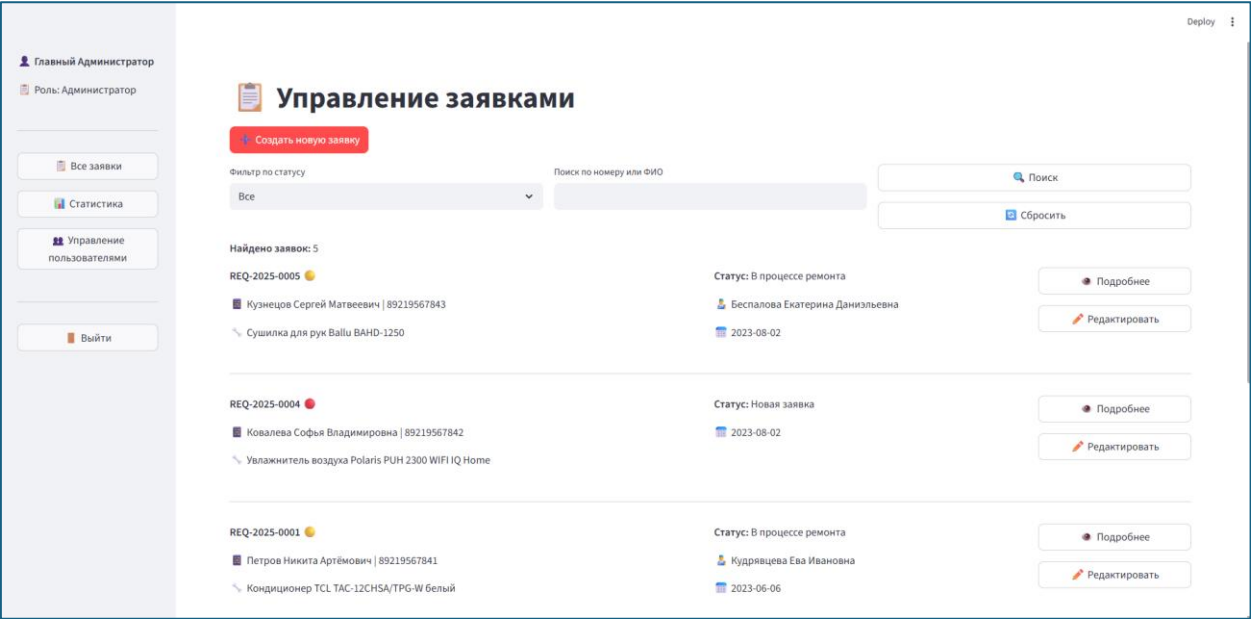 Deploy
Главный Администратор
Роль: Администратор
Все заявки
Статистика
Управление
пользователями
Выйти
Управление заявками
Создать новую заявку
Фильтр по статусу
Все
Поиск по номеру или ФИО
Поиск
Сбросить
Найдено заявок: 5
REQ-2025-0005
Кузнецов Сергей Матвеевич | 89219567843
Сушилка для рук Ballu BAHD-1250
Статус: В процессе ремонта
Беспалова Екатерина Даниэльевна
2023-08-02
Подробнее
Редактировать
REQ-2025-0004
Ковалева Софья Владимировна | 89219567842
Увлажнитель воздуха Polaris PUH 2300 WIFI IQ Home
Статус: Новая заявка
2023-08-02
Подробнее
Редактировать
REQ-2025-0001
Петров Никита Артёмович | 89219567841
Кондиционер TCL TAC-12CHSA/TPG-W белый
Статус: В процессе ремонта
Кудрявцева Ева Ивановна
2023-06-06
Подробнее
Редактировать